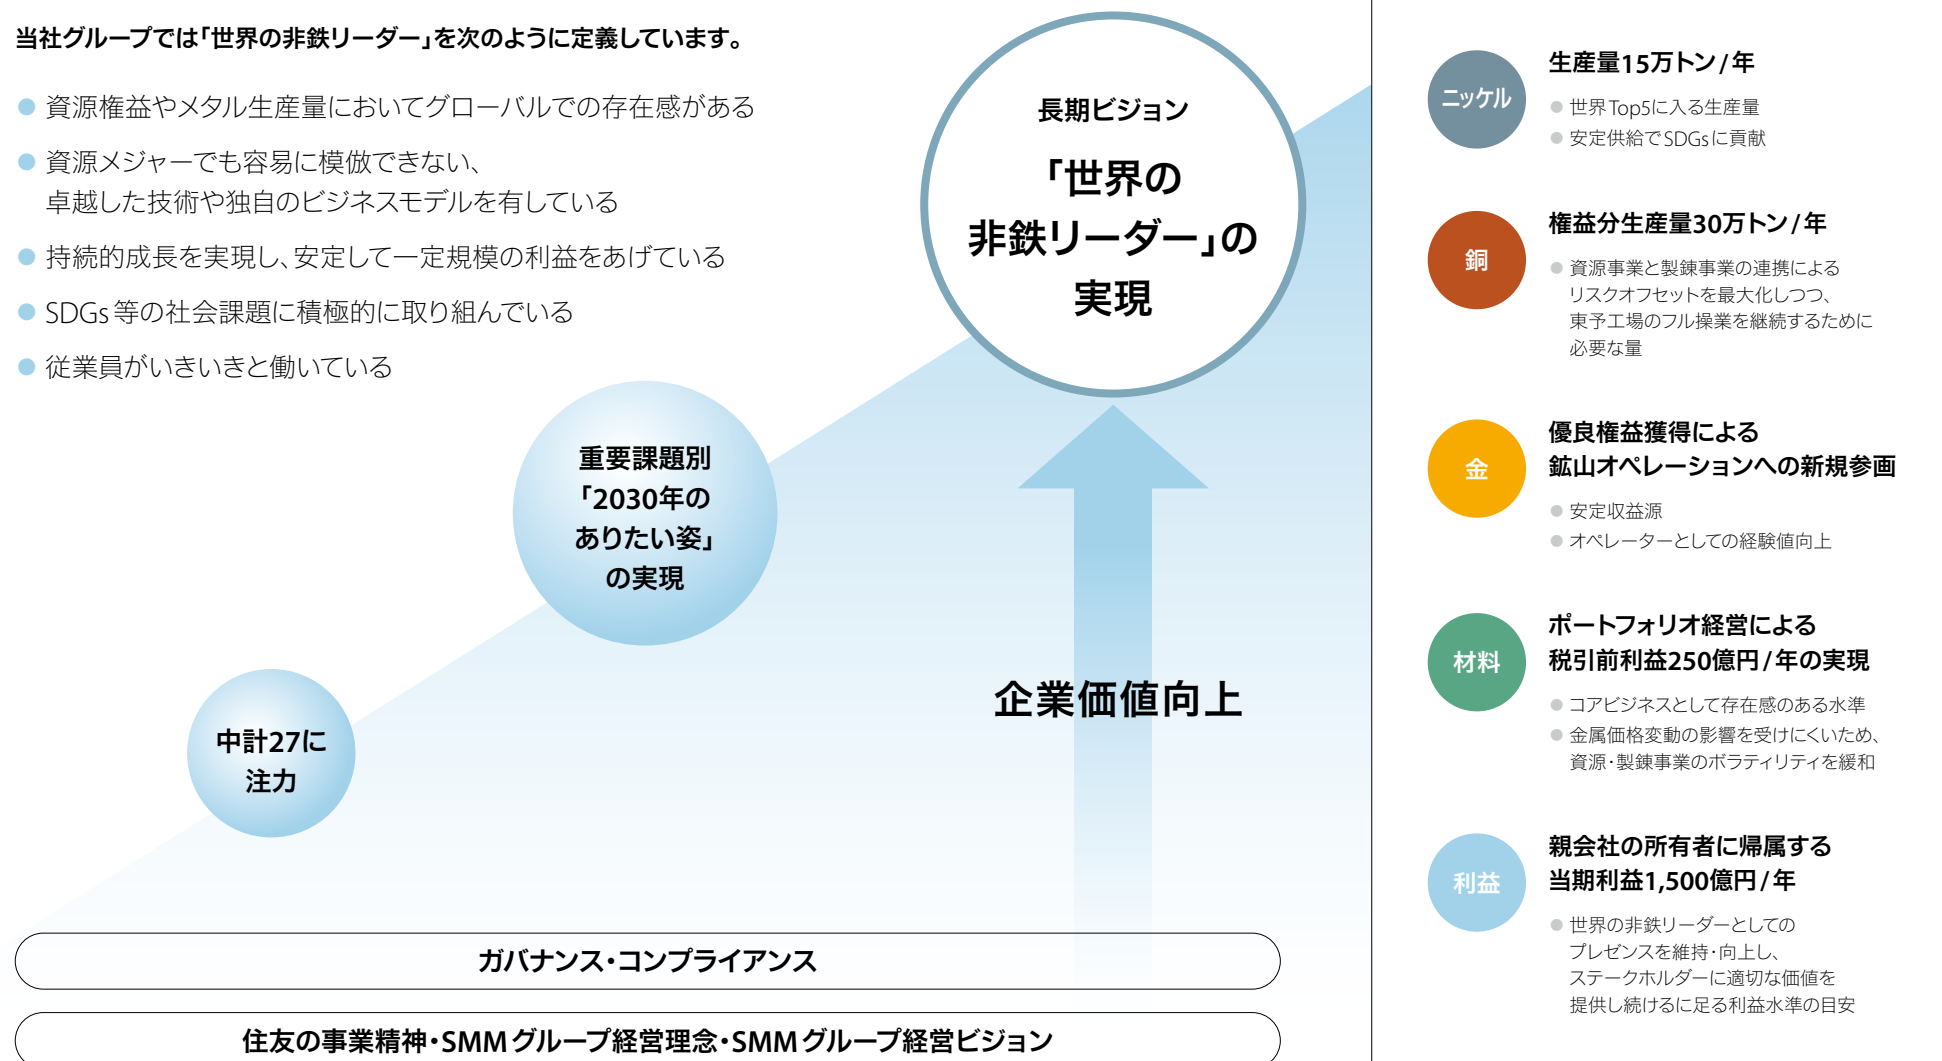 当社グループでは「世界の非鉄リーダー」を次のように定義しています。
資源権益やメタル生産量においてグローバルでの存在感がある
資源メジャーでも容易に模倣できない、
卓越した技術や独自のビジネスモデルを有している
持続的成長を実現し、安定して一定規模の利益をあげている
SDGs等の社会課題に積極的に取り組んでいる
従業員がいきいきと働いている
長期ビジョン
「世界の
非鉄リーダー」の
実現
重要課題別
「2030年の
ありたい姿」
の実現
中計27に
注力
企業価値向上
ガバナンス・コンプライアンス
住友の事業精神・SMMグループ経営理念・SMMグループ経営ビジョン
ニッケル
生産量15万トン/年
世界Top5に入る生産量
安定供給でSDGsに貢献
銅
権益分生産量30万トン/年
資源事業と製錬事業の連携による
リスクオフセットを最大化しつつ、
東予工場のフル操業を継続するために
必要な量
金
優良権益獲得による
鉱山オペレーションへの新規参画
安定収益源
オペレーターとしての経験値向上
材料
ポートフォリオ経営による
税引前利益250億円/年の実現
コアビジネスとして存在感のある水準
金属価格変動の影響を受けにくいため、
資源・製錬事業のボラティリティを緩和
利益
親会社の所有者に帰属する
当期利益1,500億円/年
世界の非鉄リーダーとしての
プレゼンスを維持・向上し、
ステークホルダーに適切な価値を
提供し続けるに足る利益水準の目安